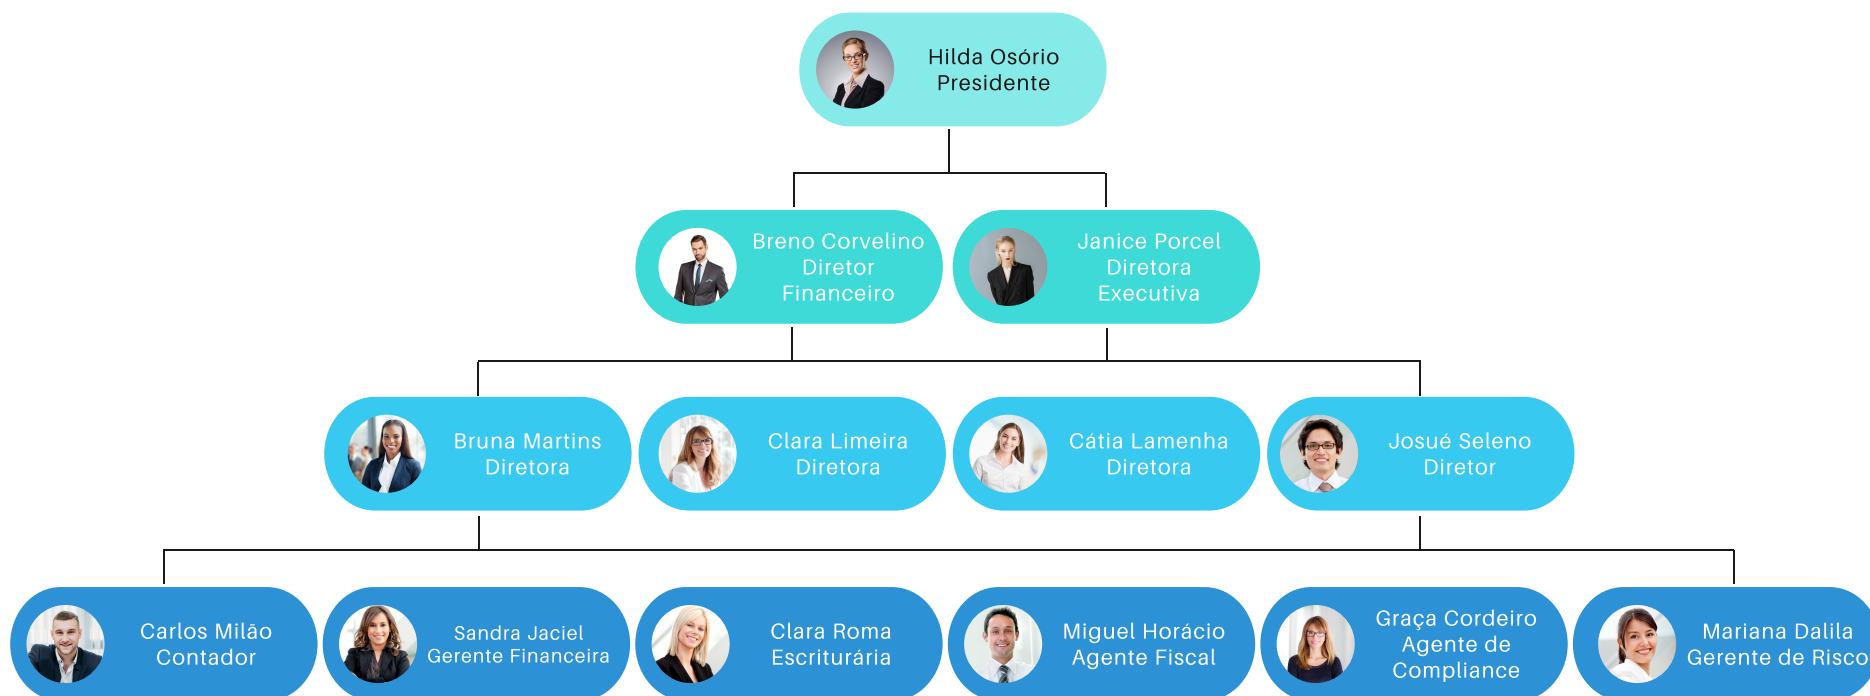 Hilda Osório
Presidente
Breno Corvelino
Diretor
Financeiro
Janice Porcel
Diretora
Executiva
Bruna Martins
Diretora
Clara Limeira
Diretora
Cátia Lamenha
Diretora
Josué Seleno
Diretor
Carlos Milão
Contador
Sandra Jaciel
Gerente Financeira
Clara Roma
Escriturária
Miguel Horácio
Agente Fiscal
Graça Cordeiro
Agente de
Compliance
Mariana Dalila
Gerente de Risco